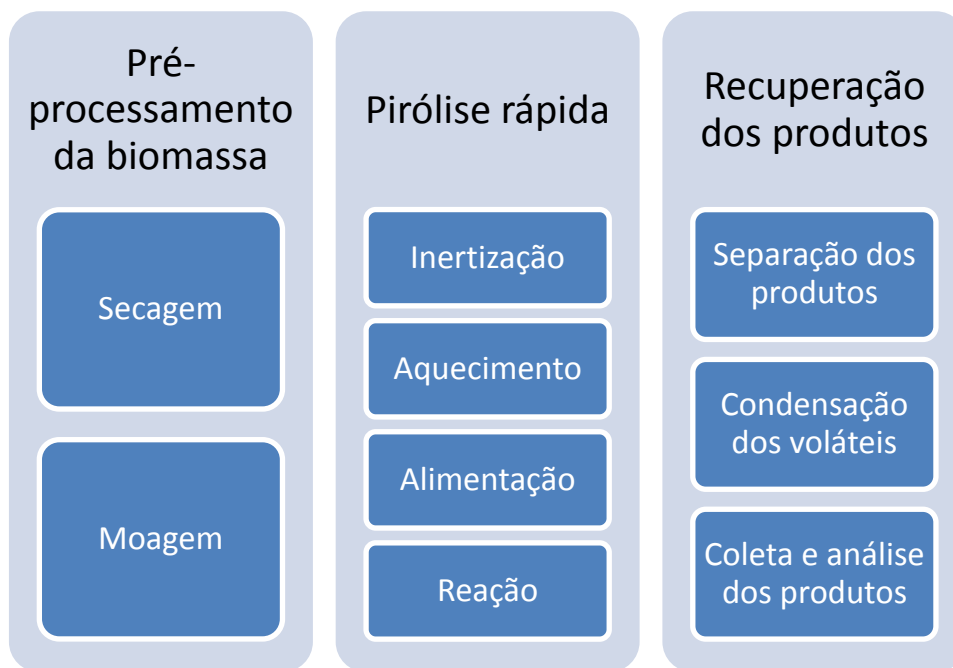 Pré-
processamento
da biomassa
Secagem
Moagem
Pirólise rápida
Inertização
Aquecimento
Alimentação
Reação
Recuperação
dos produtos
Separação dos
produtos
Condensação
dos voláteis
Coleta e análise
dos produtos